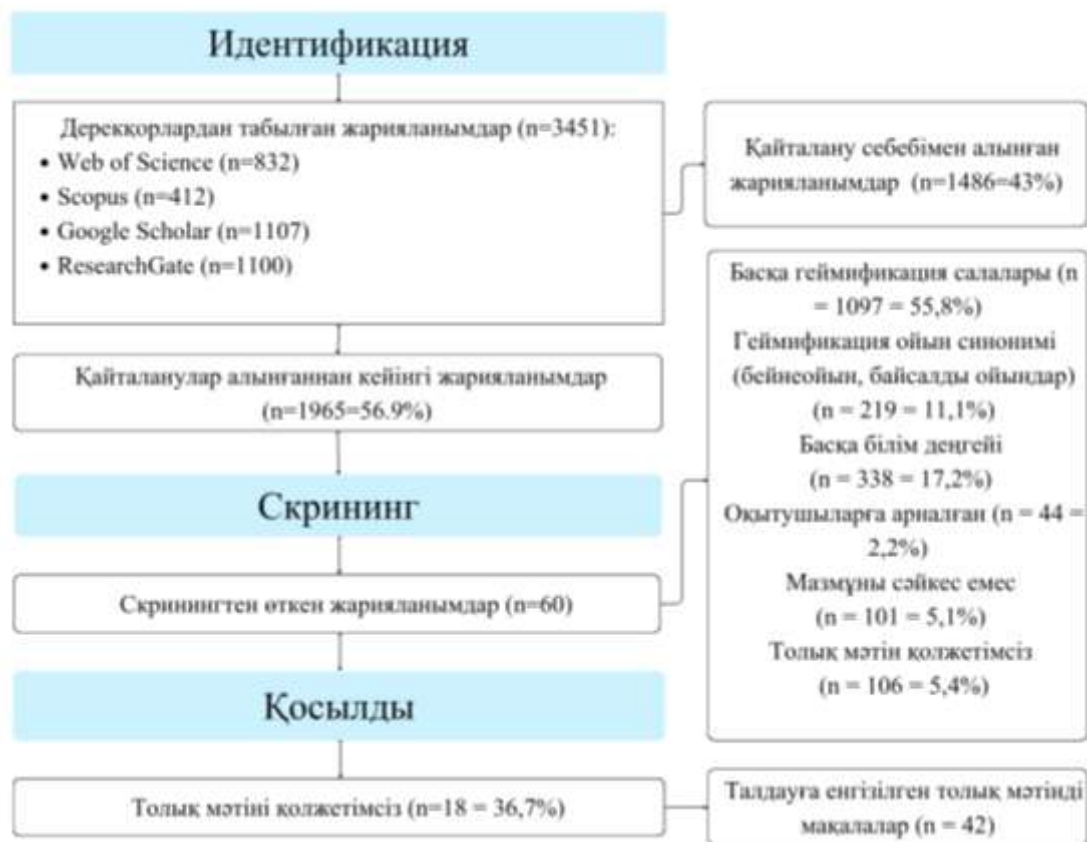 Идентификация
Дереққорлардан табылған жарияланымдар (n=3451):
• Web of Science (n=832)
• Scopus (n=412)
• Google Scholar (n=1107)
• ResearchGate (n=1100)
Қайталану себебімен алынған
жарияланымдар (n=1486=43%)
Қайталанулар алынғаннан кейінгі жарияланымдар
(n=1965=56.9%)
Скрининг
Скринингтен өткен жарияланымдар (n=60)
Басқа геймификация салалары (n
= 1097 = 55,8%)
Геймификация ойын синонимі
(бейнеойын, байсалды ойындар)
(n = 219 = 11,1%)
Басқа білім деңгейі
(n = 338 = 17,2%)
Оқытушыларға арналған (n = 44 =
2,2%)
Мазмұны сәйкес емес
(n = 101 = 5,1%)
Толық мәтін қолжетімсіз
(n = 106 = 5,4%)
Қосылды
Толық мәтіні қолжетімсіз (n=18 = 36,7%)
Талдауға енгізілген толық мәтінді
мақалалар (n = 42)